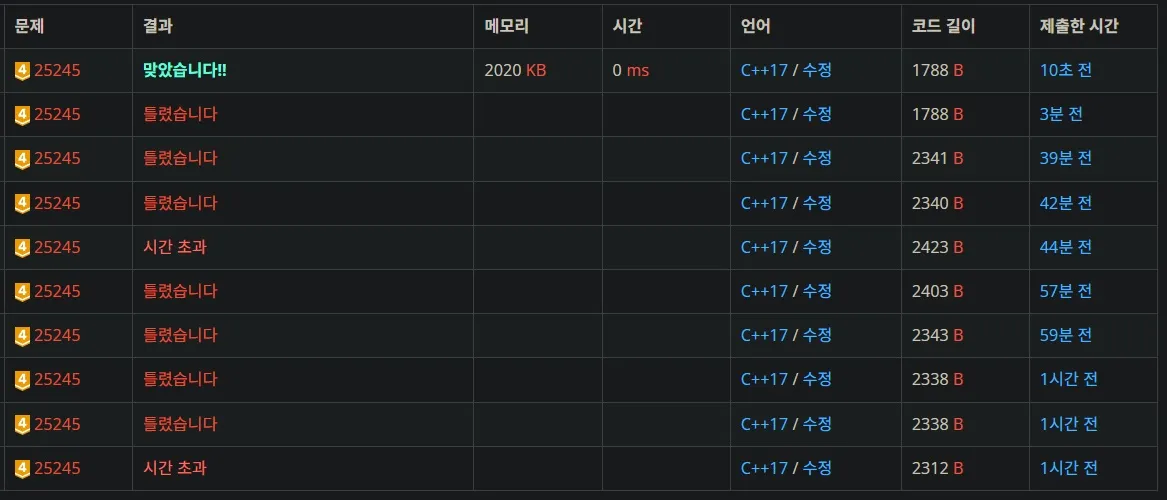 문제 결과 메모리 시간 언어 코드 길이 제출한 시간
4 25245 맞았습니다!! 2020 KB 0 ms C++17 / 수정 1788 B 10초 전
4 25245 틀렸습니다 C++17 / 수정 1788 B 3분 전
4 25245 틀렸습니다 C++17 / 수정 2341 B 39분 전
4 25245 틀렸습니다 C++17 / 수정 2340 B 42분 전
4 25245 시간 초과 C++17 / 수정 2423 B 44분 전
4 25245 틀렸습니다 C++17 / 수정 2403 B 57분 전
4 25245 틀렸습니다 C++17 / 수정 2343 B 59분 전
4 25245 틀렸습니다 C++17 / 수정 2338 B 1시간 전
4 25245 틀렸습니다 C++17 / 수정 2338 B 1시간 전
4 25245 시간 초과 C++17 / 수정 2312 B 1시간 전